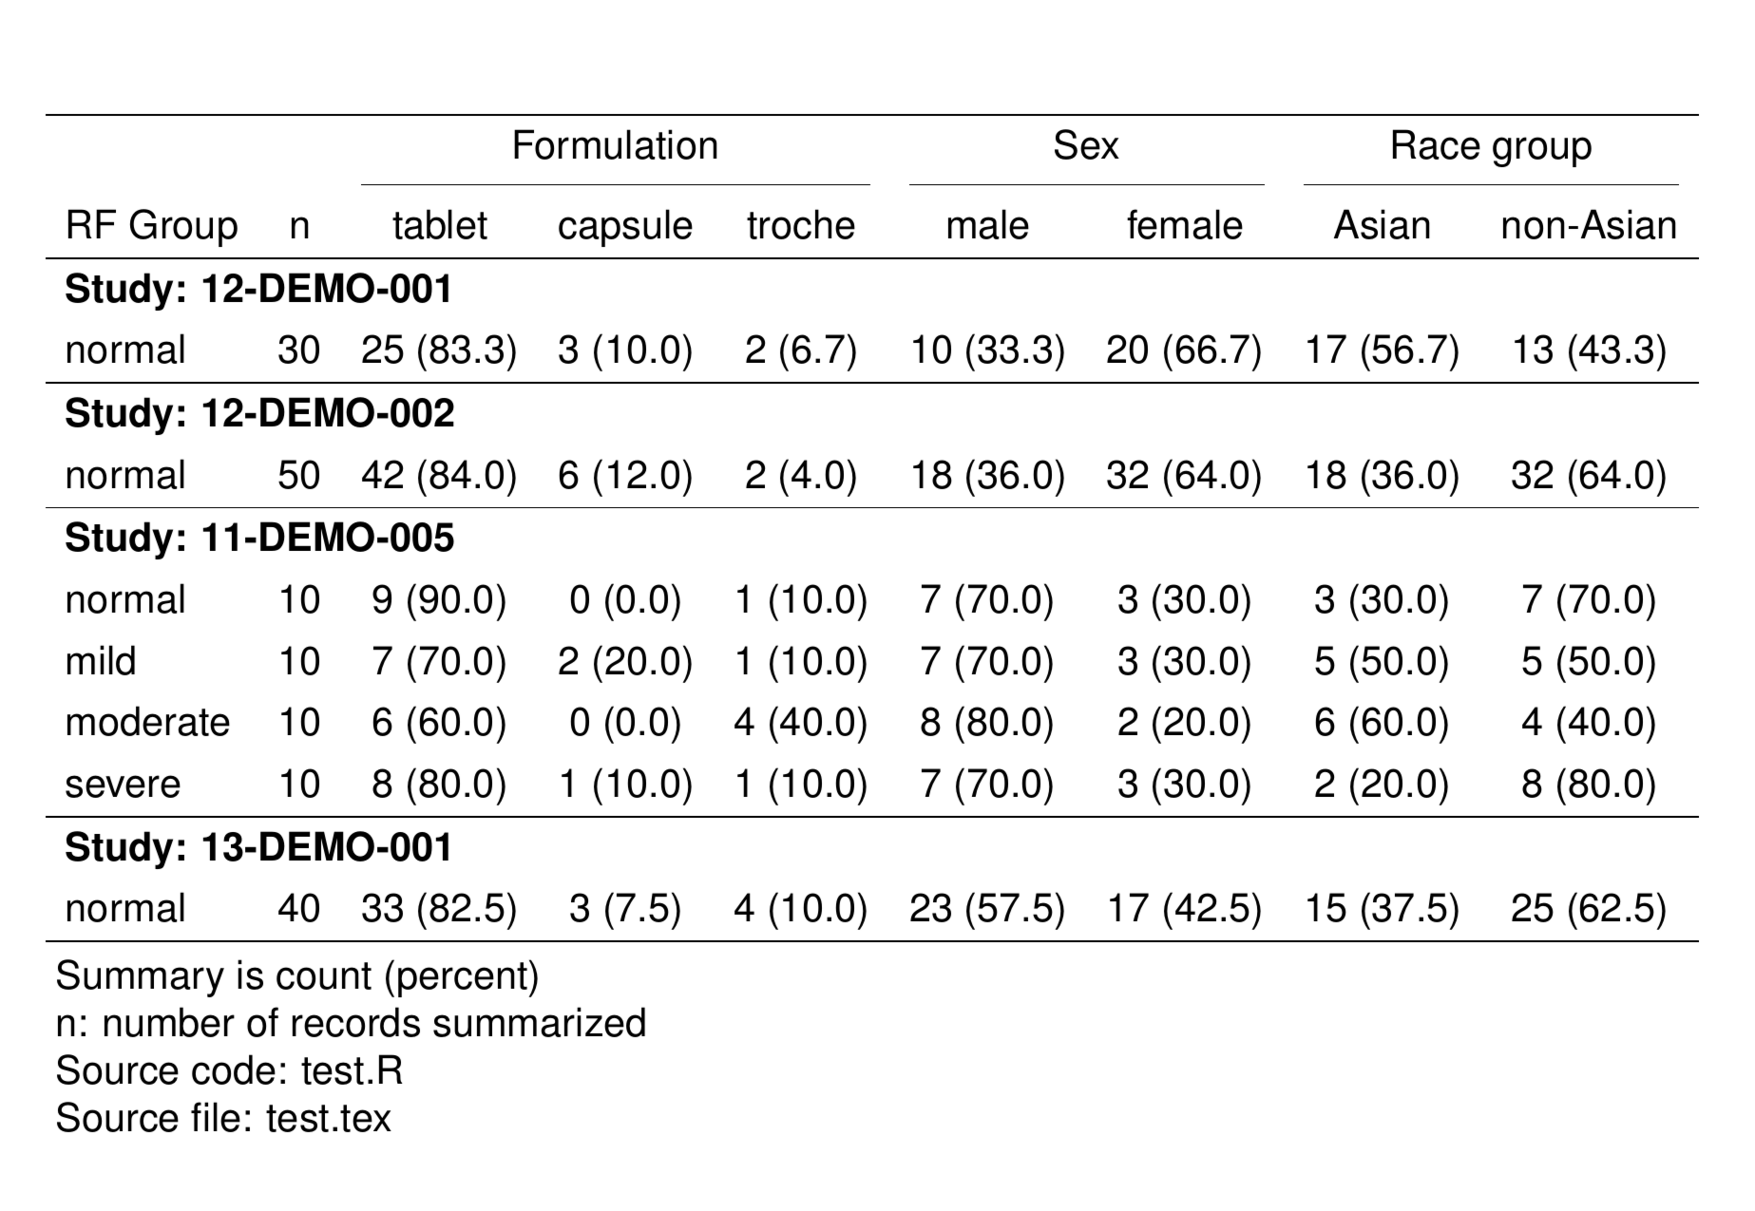 Formulation Sex Race group
RF Group n tablet capsule troche male female Asian non-Asian
Study: 12-DEMO-001
normal 30 25 (83.3) 3 (10.0) 2 (6.7) 10 (33.3) 20 (66.7) 17 (56.7) 13 (43.3)
Study: 12-DEMO-002
normal 50 42 (84.0) 6 (12.0) 2 (4.0) 18 (36.0) 32 (64.0) 18 (36.0) 32 (64.0)
Study: 11-DEMO-005
normal 10 9 (90.0) 0 (0.0) 1 (10.0) 7 (70.0) 3 (30.0) 3 (30.0) 7 (70.0)
mild 10 7 (70.0) 2 (20.0) 1 (10.0) 7 (70.0) 3 (30.0) 5 (50.0) 5 (50.0)
moderate 10 6 (60.0) 0 (0.0) 4 (40.0) 8 (80.0) 2 (20.0) 6 (60.0) 4 (40.0)
severe 10 8 (80.0) 1 (10.0) 1 (10.0) 7 (70.0) 3 (30.0) 2 (20.0) 8 (80.0)
Study: 13-DEMO-001
normal 40 33 (82.5) 3 (7.5) 4 (10.0) 23 (57.5) 17 (42.5) 15 (37.5) 25 (62.5)
Summary is count (percent)
n: number of records summarized
Source code: test.R
Source file: test.tex